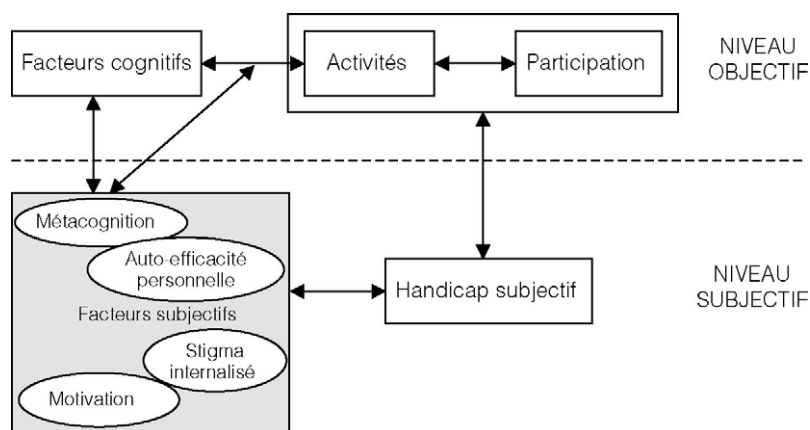 Facteurs cognitifs
Activités
Participation
NIVEAU
OBJECTIF
Métacognition
Auto-efficacité
personnelle
Facteurs subjectifs
Stigma
internalisé
Motivation
Handicap subjectif
NIVEAU
SUBJECTIF